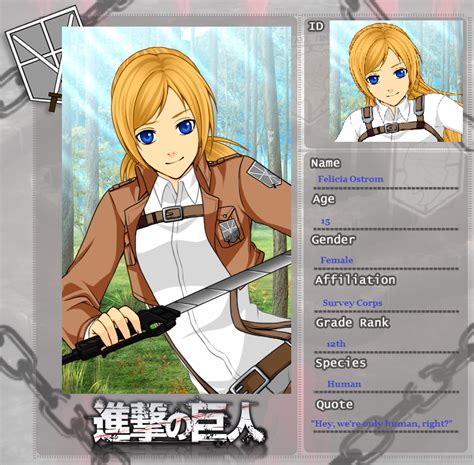 ID
Name
Felicia Ostrom
Age
15
Gender
Female
Affiliation
Survey Corps
Grade Rank
12th
Species
Human
Quote
"Hey, we're only human, right?"
進撃の巨人